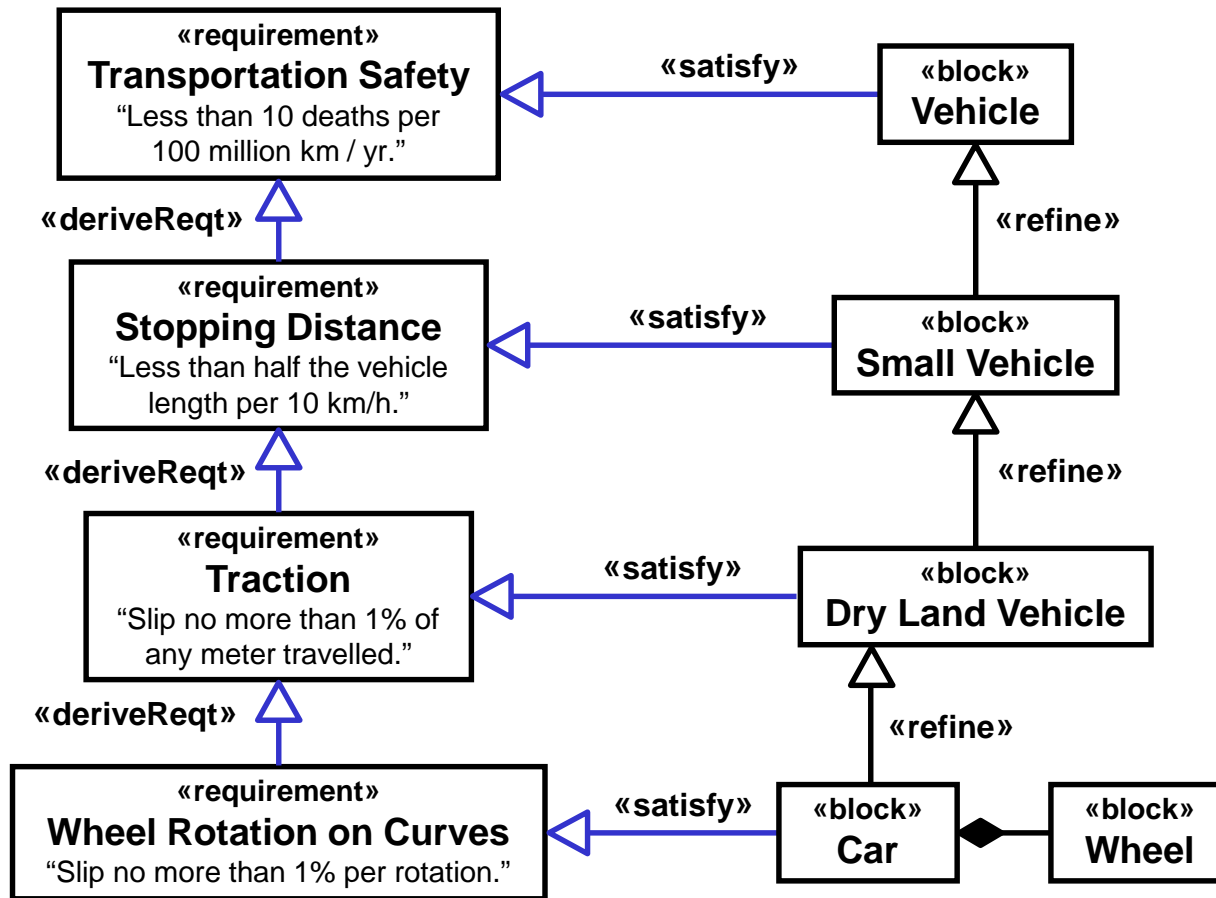 «requirement»
Transportation Safety
“Less than 10 deaths per
100 million km / yr.”
«satisfy»
«block»
Vehicle
«deriveReqt»
«refine»
«requirement»
Stopping Distance
“Less than half the vehicle
length per 10 km/h.”
«satisfy»
«block»
Small Vehicle
«deriveReqt»
«refine»
«requirement»
Traction
“Slip no more than 1% of
any meter travelled.”
«satisfy»
«block»
Dry Land Vehicle
«deriveReqt»
«refine»
«requirement»
Wheel Rotation on Curves
“Slip no more than 1% per rotation.”
«satisfy»
«block»
Car
«block»
Wheel